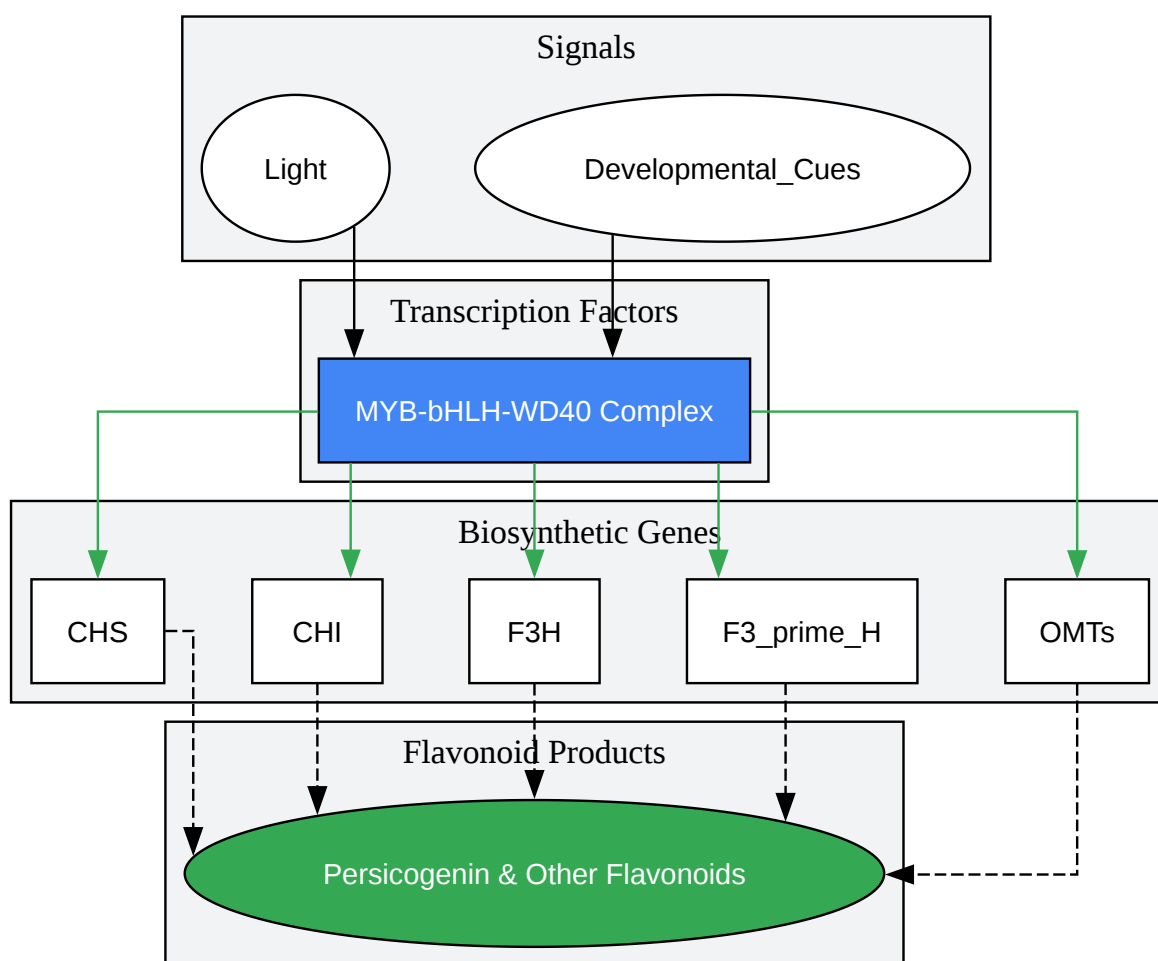 Signals
Light
Developmental_Cues
Transcription Factors
MYB-bHLH-WD40 Complex
Biosynthetic Genes
CHS
CHI
F3H
F3_prime_H
OMTs
Flavonoid Products
Persicogenin & Other Flavonoids